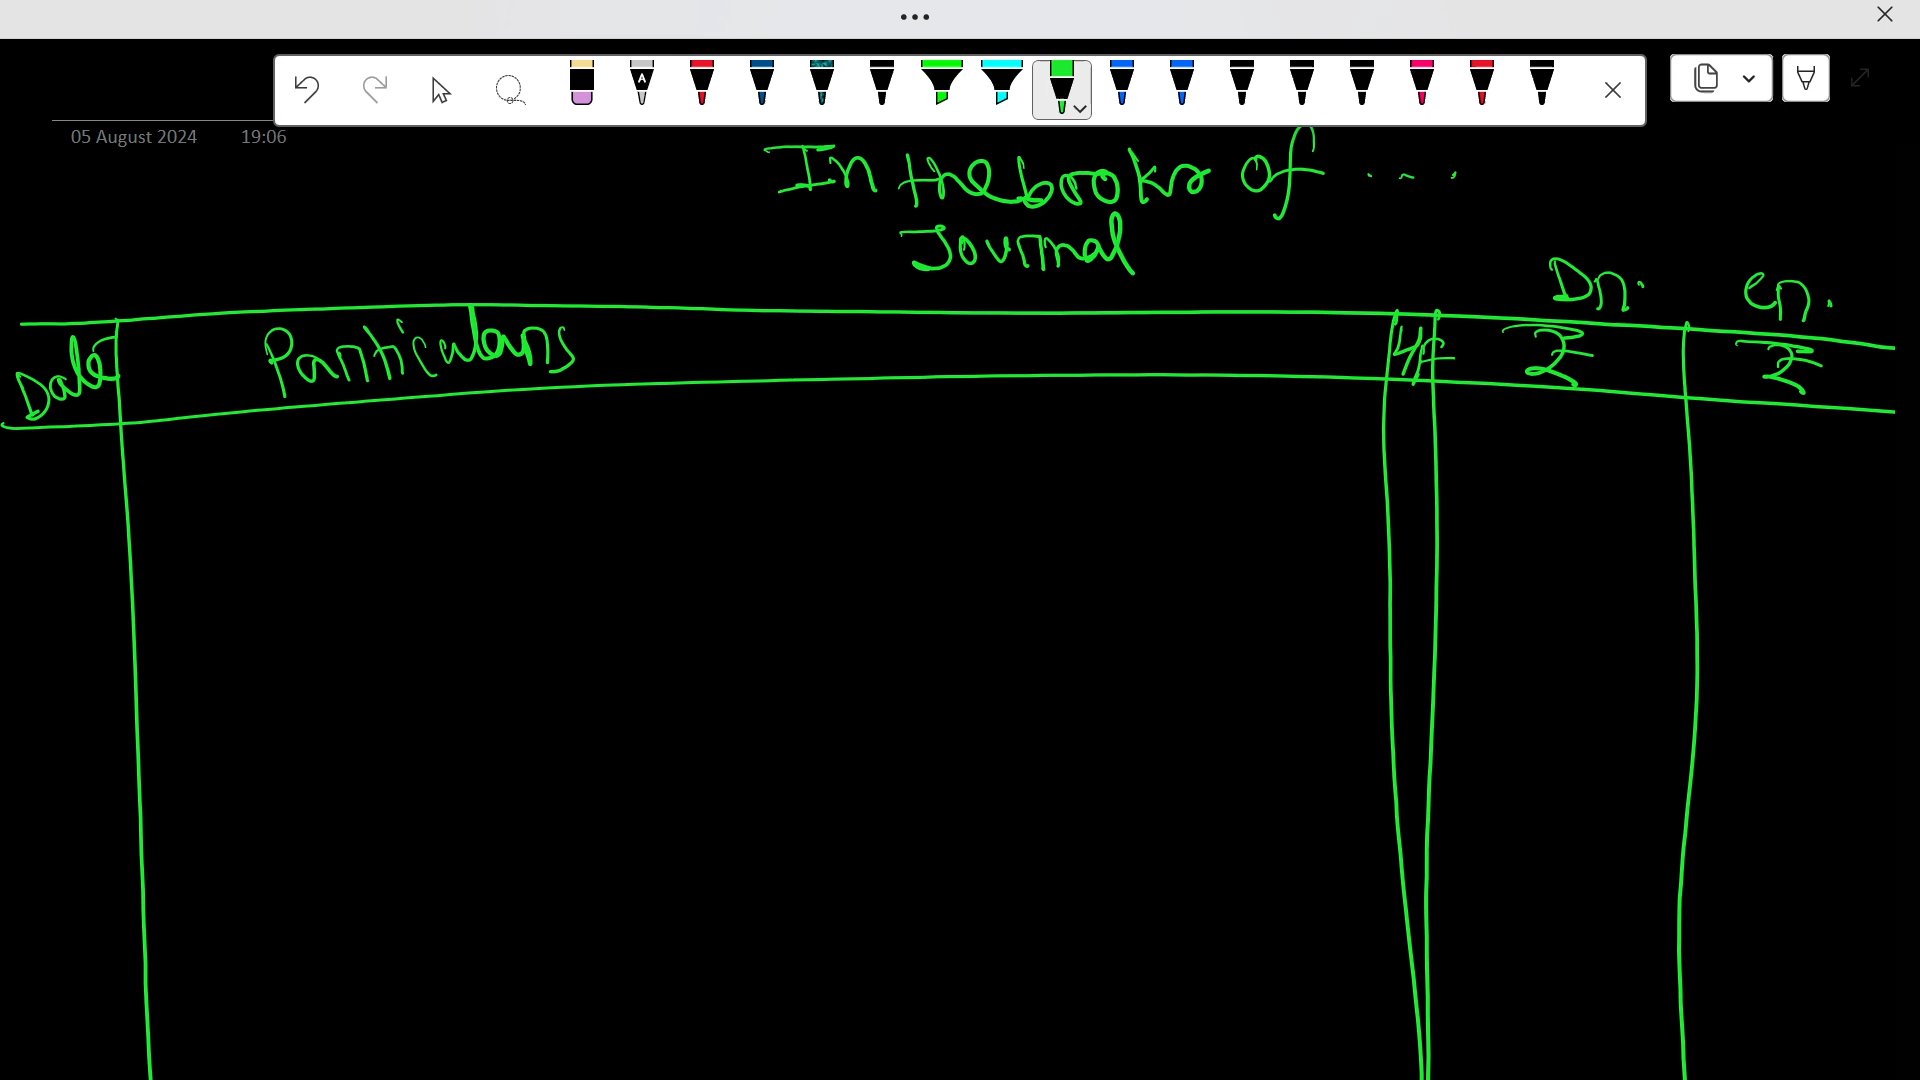 05 August 2024 19:06
In the books of ....
Journal
Dr. Cr.
Date Particulars L/F ₹ ₹